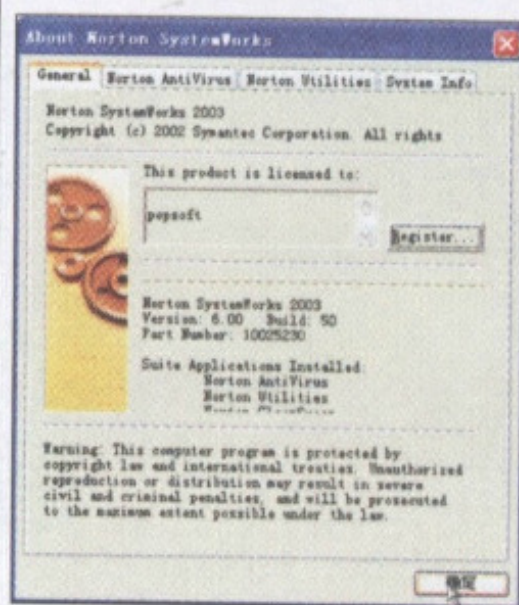 About Norton SystemWorks
General Norton AntiVirus Norton Utilities System Info
Norton SystemWorks 2003
Copyright (c) 2002 Symantec Corporation. All rights
This product is licensed to:
popsoft
Register...
Norton SystemWorks 2003
Version: 6.00 Build: 50
Part Number: 10025230
Suite Applications Installed:
Norton AntiVirus
Norton Utilities
Norton CleanSweep
Warning: This computer program is protected by
copyright law and international treaties. Unauthorized
reproduction or distribution may result in severe
civil and criminal penalties, and will be prosecuted
to the maximum extent possible under the law.
确定